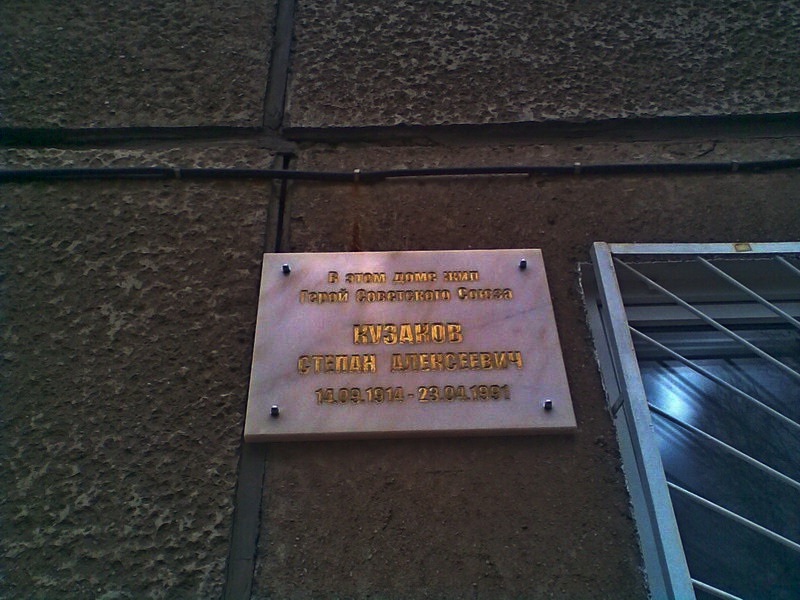 В этом доме жил
Герой Советского Союза
КУЗАКОВ
СТЕПАН АЛЕКСЕЕВИЧ
14.09.1914 - 23.04.1991